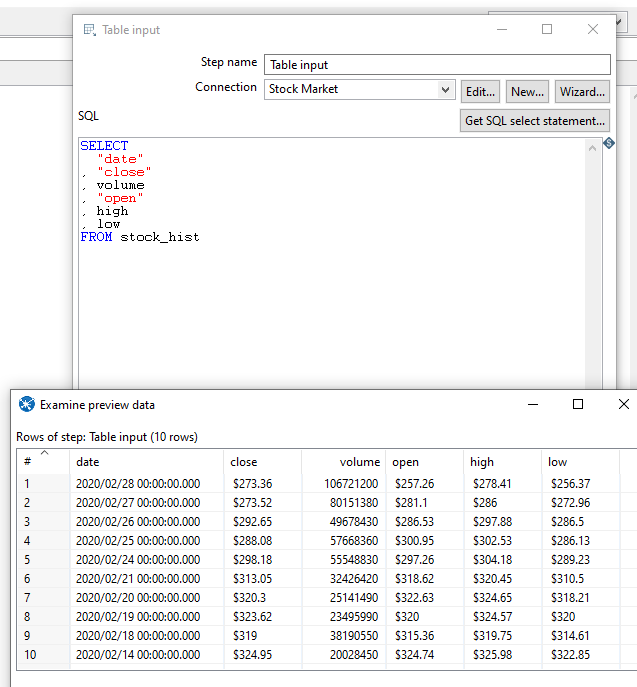 Table input
Step name Table input
Connection Stock Market Edit... New... Wizard...
SQL Get SQL select statement...
SELECT
"date"
, "close"
, volume
, "open"
, high
, low
FROM stock_hist
Examine preview data
Rows of step: Table input (10 rows)
# date close volume open high low
1 2020/02/28 00:00:00.000 $273.36 106721200 $257.26 $278.41 $256.37
2 2020/02/27 00:00:00.000 $273.52 80151380 $281.1 $286 $272.96
3 2020/02/26 00:00:00.000 $292.65 49678430 $286.53 $297.88 $286.5
4 2020/02/25 00:00:00.000 $288.08 57668360 $300.95 $302.53 $286.13
5 2020/02/24 00:00:00.000 $298.18 55548830 $297.26 $304.18 $289.23
6 2020/02/21 00:00:00.000 $313.05 32426420 $318.62 $320.45 $310.5
7 2020/02/20 00:00:00.000 $320.3 25141490 $322.63 $324.65 $318.21
8 2020/02/19 00:00:00.000 $323.62 23495990 $320 $324.57 $320
9 2020/02/18 00:00:00.000 $319 38190550 $315.36 $319.75 $314.61
10 2020/02/14 00:00:00.000 $324.95 20028450 $324.74 $325.98 $322.85